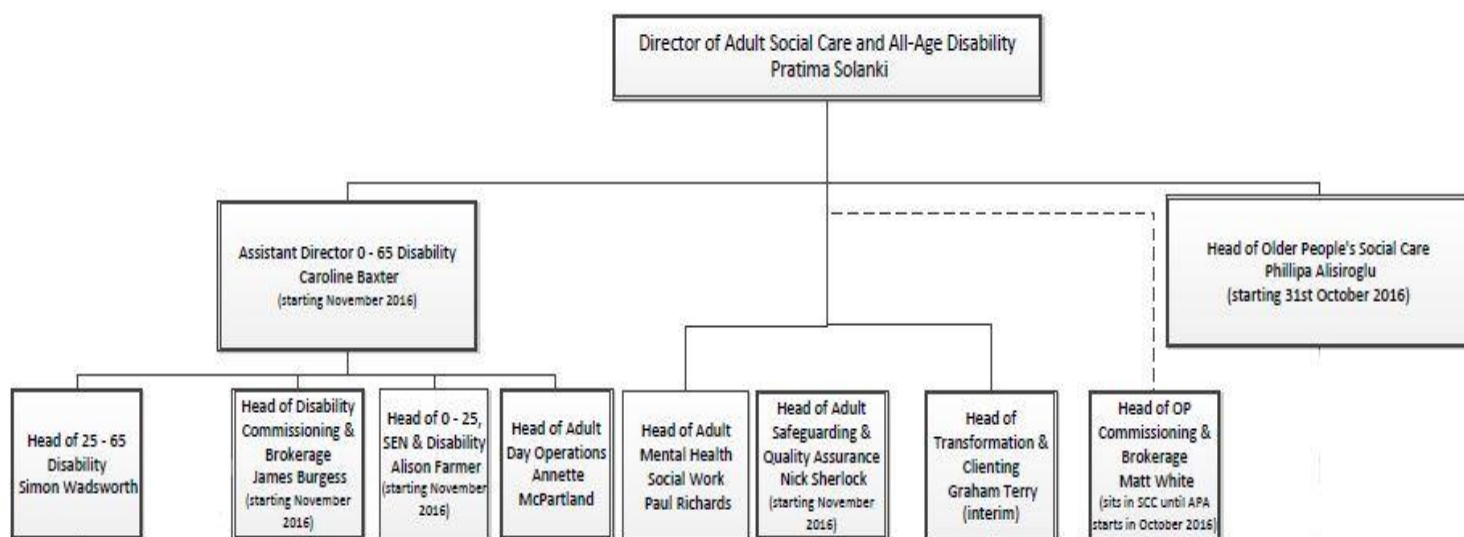 Director of Adult Social Care and All-Age Disability
Pratima Solanki
Assistant Director 0 - 65 Disability
Caroline Baxter
(starting November 2016)
Head of Older People's Social Care
Phillipa Alisiroglu
(starting 31st October 2016)
Head of 25 - 65
Disability
Simon Wadsworth
Head of Disability
Commissioning &
Brokerage
James Burgess
(starting November
2016)
Head of 0 - 25,
SEN & Disability
Alison Farmer
(starting November
2016)
Head of Adult
Day Operations
Annette
McPartland
Head of Adult
Mental Health
Social Work
Paul Richards
Head of Adult
Safeguarding &
Quality Assurance
Nick Sherlock
(starting November
2016)
Head of
Transformation &
Clienting
Graham Terry
(interim)
Head of OP
Commissioning &
Brokerage
Matt White
(sits in SCC until APA
starts in October 2016)